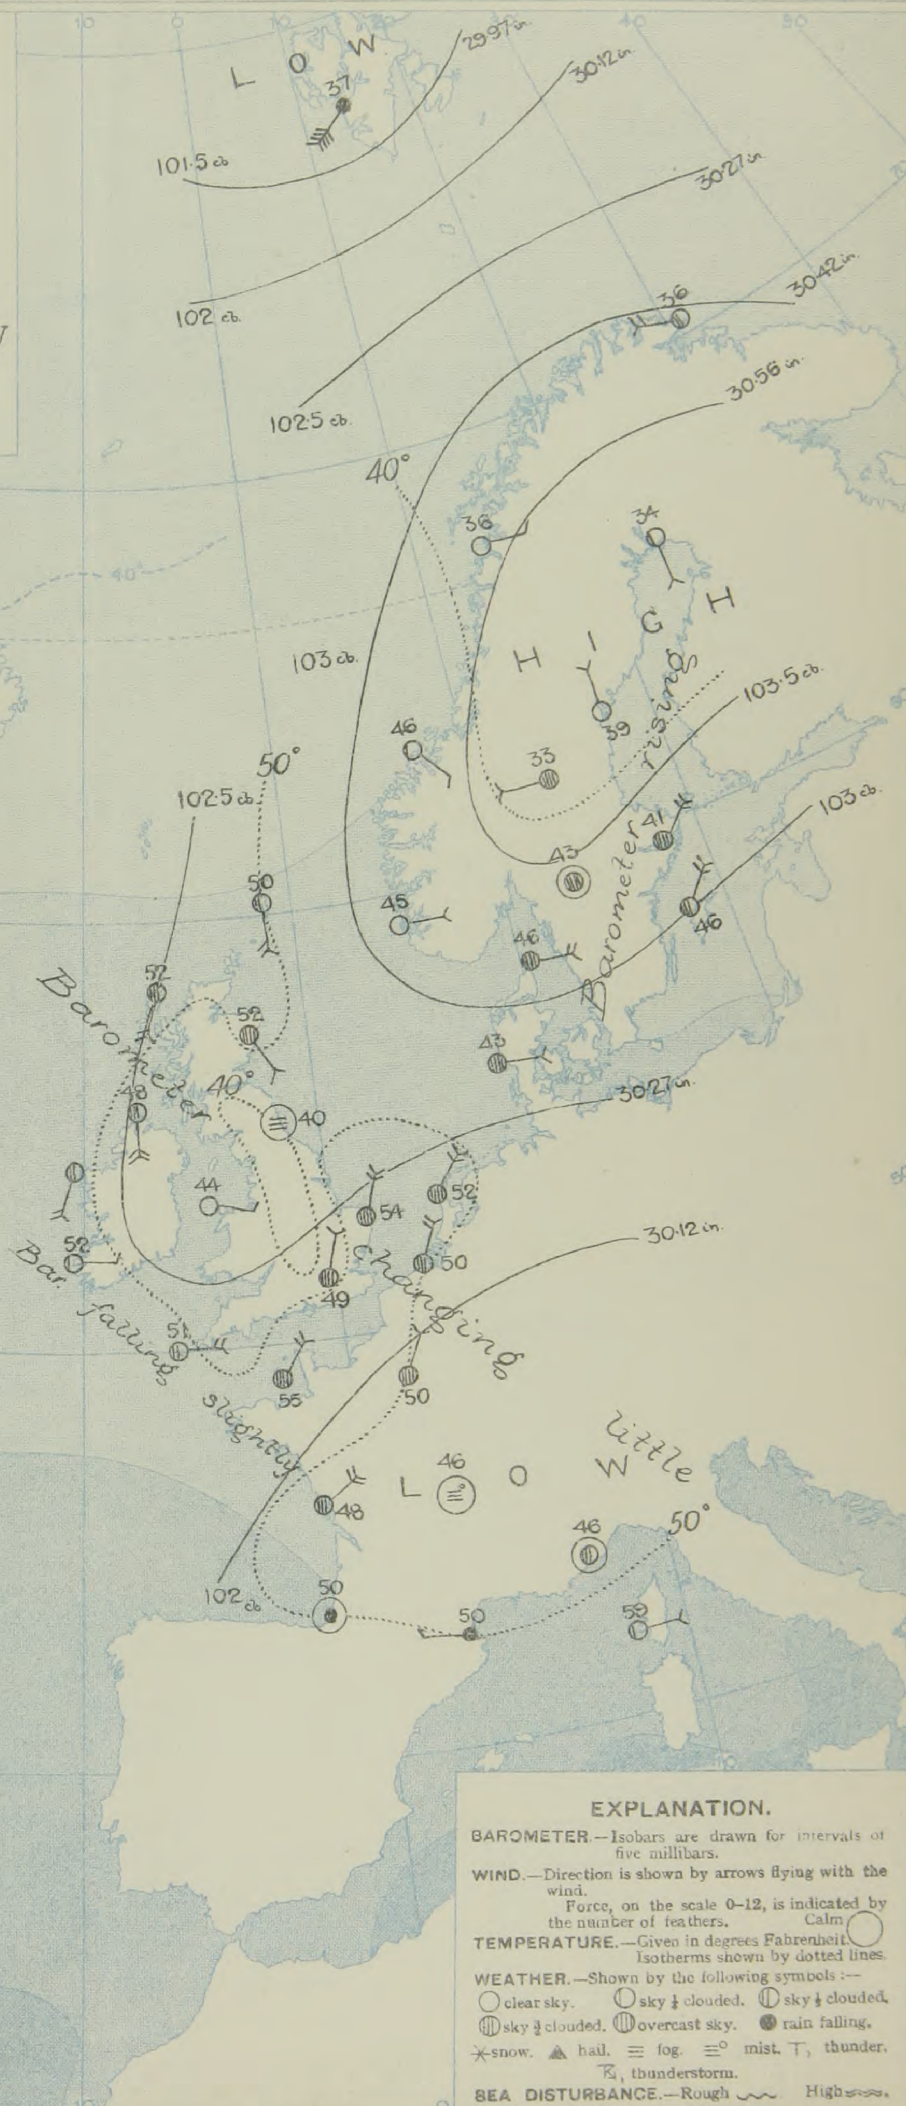 10 0 10 20 30 40 50
L O W
29·97 in.
37
30·12 in.
101·5 cb
30·27 in.
102 cb.
30·42 in.
36
30·56 in.
102·5 cb.
40°
36
34
40°
H I G H
103 cb.
rising
103·5 cb.
39
46
50°
33
102·5 cb
103 cb.
41
43
50
45
46
46
Barometer
52
52
43
Barometer
40°
48
40
30·27 in.
44
52
54
30·12 in.
52
50
Bar falling slightly
changing little
49
50
55
46
L O W
48
50°
46
102 cb
50
50
59
EXPLANATION.
BAROMETER.—Isobars are drawn for intervals of
five millibars.
WIND.—Direction is shown by arrows flying with the
wind.
Force, on the scale 0–12, is indicated by
the number of feathers. Calm
TEMPERATURE.—Given in degrees Fahrenheit.
Isotherms shown by dotted lines.
WEATHER.—Shown by the following symbols :—
clear sky. sky ¼ clouded. sky ½ clouded.
sky ¾ clouded. overcast sky. rain falling.
snow. hail. fog. mist. T, thunder.
thunderstorm.
SEA DISTURBANCE.—Rough High